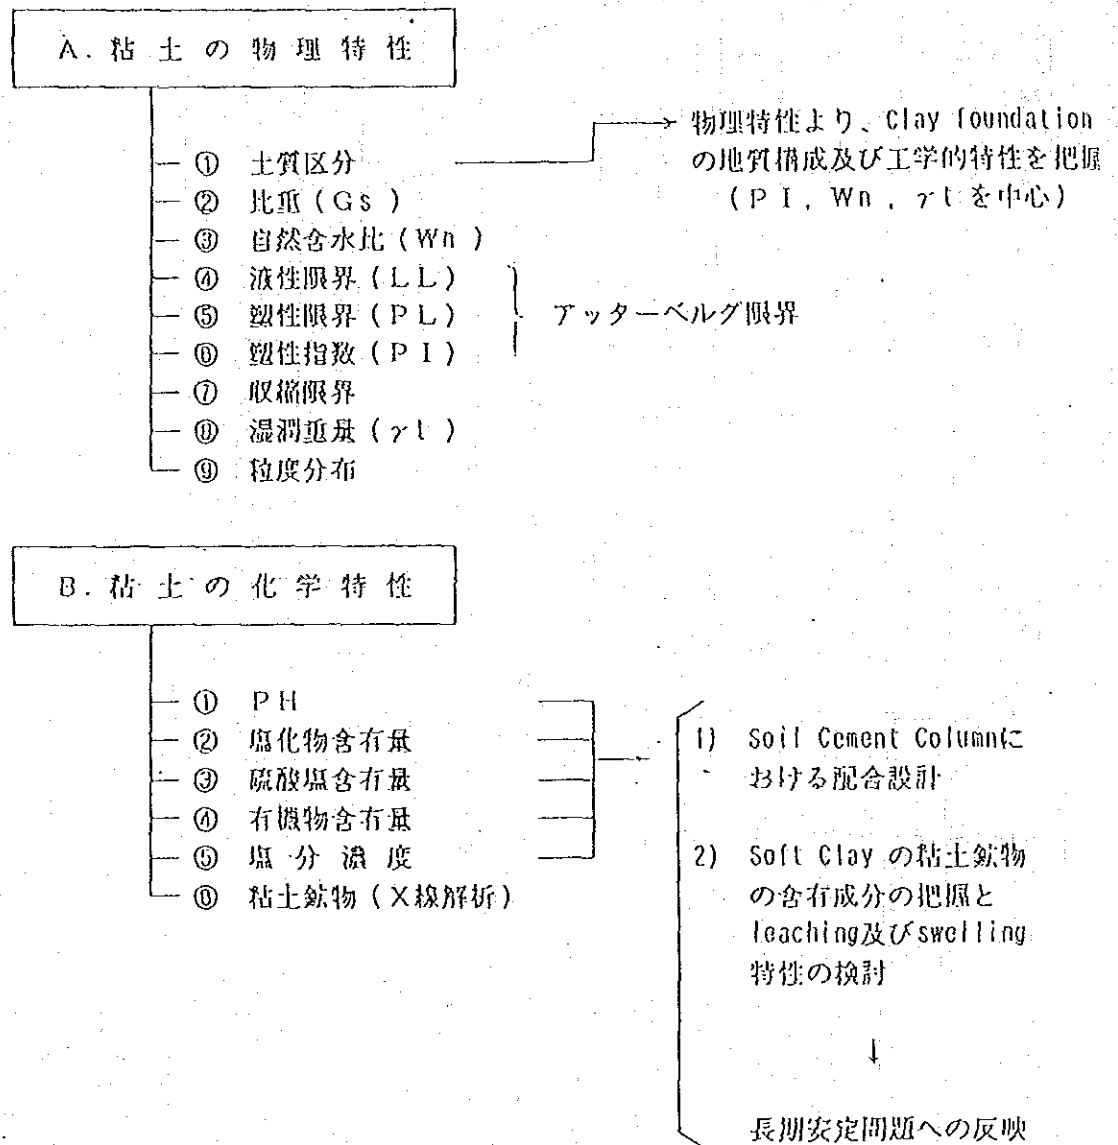 A. 粘土の物理特性
① 土質区分
物理特性より、Clay foundation
の地質構成及び工学的特性を把握
(PI, Wn, γtを中心)
② 比重(Gs)
③ 自然含水比(Wn)
④ 液性限界(LL)
⑤ 塑性限界(PL)
⑥ 塑性指数(PI)
アッターベルグ限界
⑦ 収縮限界
⑧ 湿潤重量(γt)
⑨ 粒度分布
B. 粘土の化学特性
① PH
② 塩化物含有量
③ 硫酸塩含有量
④ 有機物含有量
⑤ 塩分濃度
⑥ 粘土鉱物(X線解析)
1) Soil Cement Columnに
おける配合設計
2) Soft Clay の粘土鉱物
の含有成分の把握と
leaching及びswelling
特性の検討
↓
長期安定問題への反映